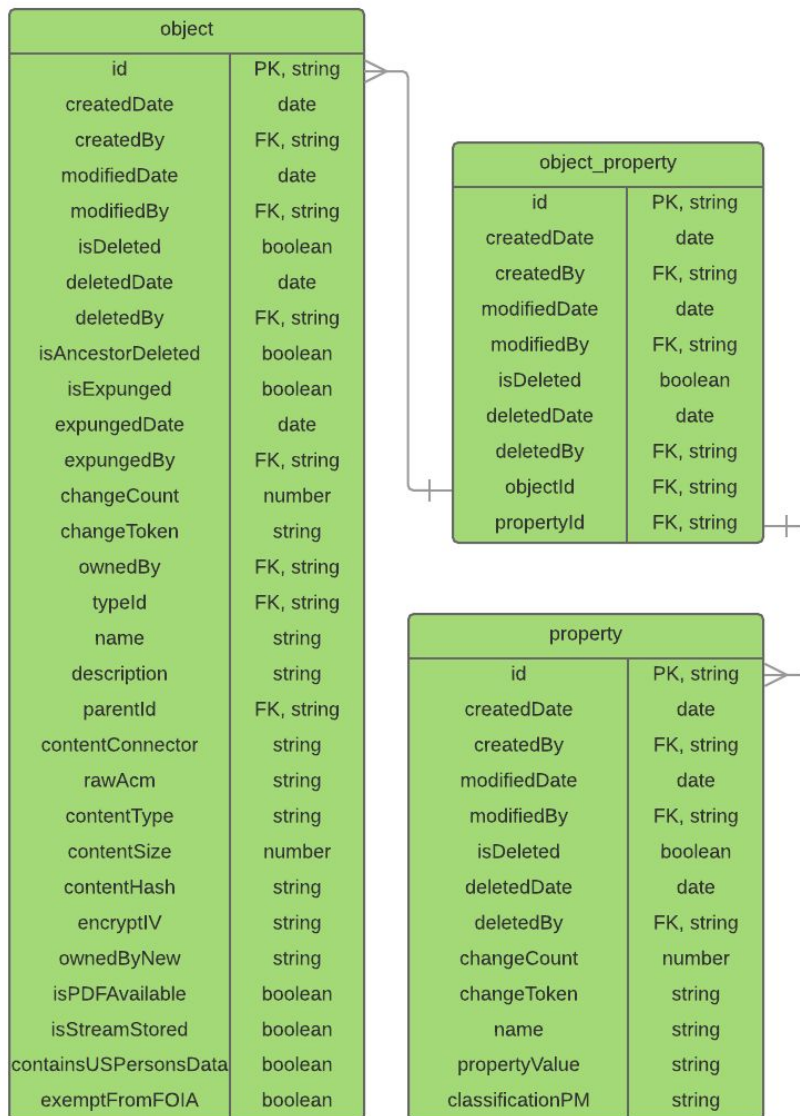 object
id PK, string
createdDate date
createdBy FK, string
modifiedDate date
modifiedBy FK, string
isDeleted boolean
deletedDate date
deletedBy FK, string
isAncestorDeleted boolean
isExpunged boolean
expungedDate date
expungedBy FK, string
changeCount number
changeToken string
ownedBy FK, string
typeId FK, string
name string
description string
parentId FK, string
contentConnector string
rawAcm string
contentType string
contentSize number
contentHash string
encryptIV string
ownedByNew string
isPDFAvailable boolean
isStreamStored boolean
containsUSPersonsData boolean
exemptFromFOIA boolean
object_property
id PK, string
createdDate date
createdBy FK, string
modifiedDate date
modifiedBy FK, string
isDeleted boolean
deletedDate date
deletedBy FK, string
objectId FK, string
propertyId FK, string
property
id PK, string
createdDate date
createdBy FK, string
modifiedDate date
modifiedBy FK, string
isDeleted boolean
deletedDate date
deletedBy FK, string
changeCount number
changeToken string
name string
propertyValue string
classificationPM string